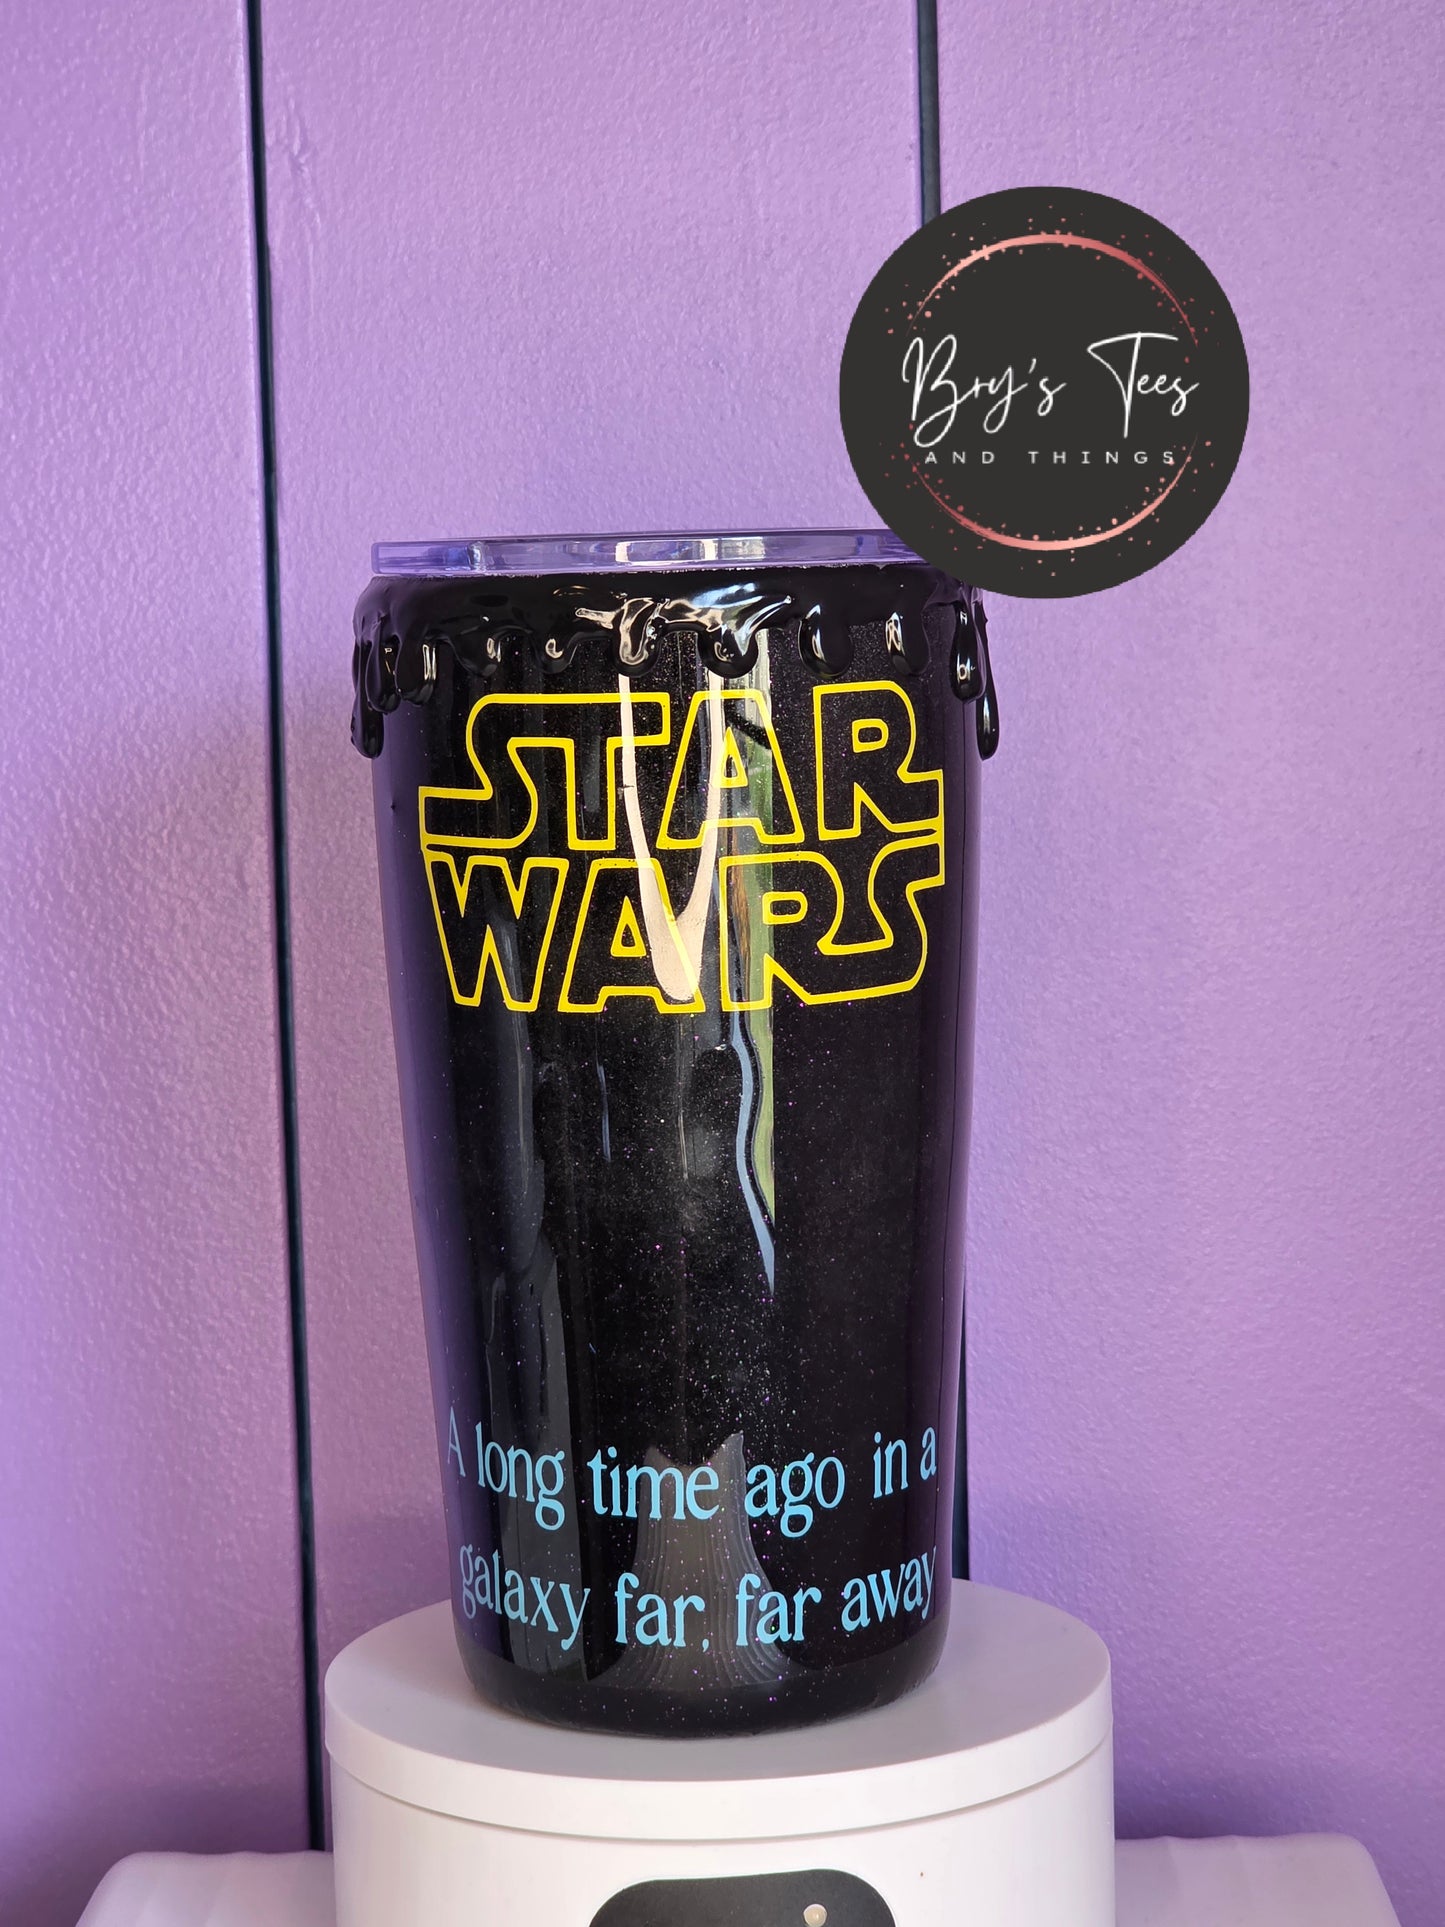 Bry's Tees
AND THINGS
STAR
WARS
A long time ago in a
galaxy far, far away